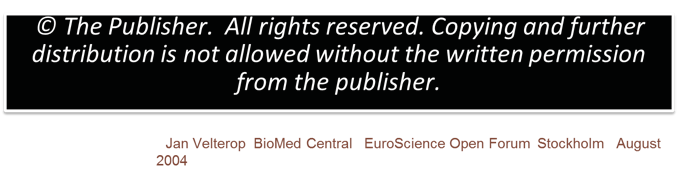 © The Publisher.  All rights reserved. Copying and further
distribution is not allowed without the written permission
from the publisher.
Jan Velterop  BioMed Central   EuroScience Open Forum  Stockholm   August
2004